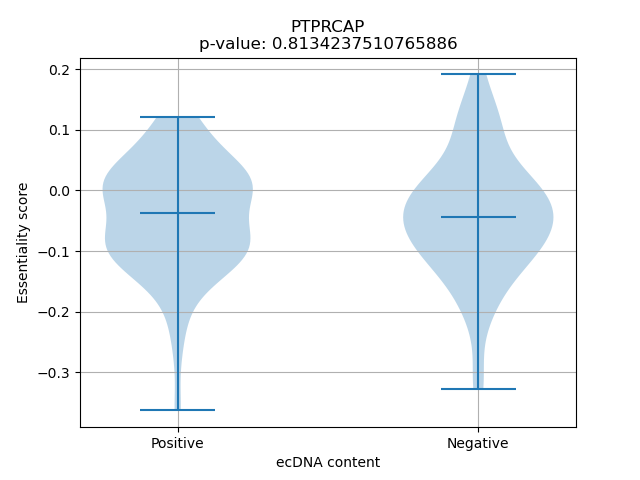 PTPRCAP
p-value: 0.8134237510765886
0.2
0.1
0.0
−0.1
−0.2
−0.3
Essentiality score
Positive
Negative
ecDNA content